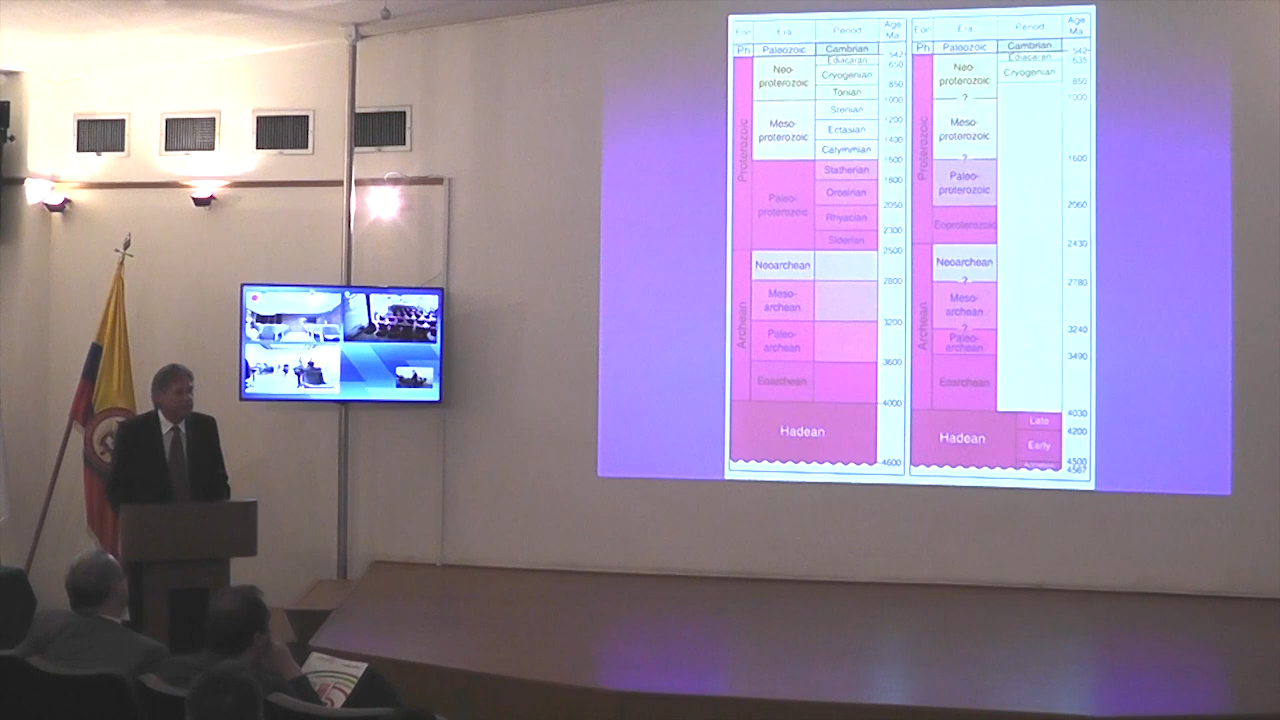 Eon Era Period Age Ma
Ph Paleozoic Cambrian 542
Ediacaran 630
Neo-
proterozoic
Cryogenian 850
Tonian 1000
Proterozoic
Meso-
proterozoic
Stenian 1200
Ectasian 1400
Calymmian 1600
Paleo-
proterozoic
Statherian 1800
Orosirian 2050
Rhyacian 2300
Siderian 2500
Archean
Neoarchean 2800
Meso-
archean 3200
Paleo-
archean 3600
Eoarchean 4000
Hadean 4600
Eon Era Period Age Ma
Ph Paleozoic Cambrian 542
Ediacaran 635
Neo-
proterozoic
Cryogenian 850
? 1000
Proterozoic
Meso-
proterozoic
? 1600
Paleo-
proterozoic 2060
Eoproterozoic 2430
Archean
Neoarchean
? 2780
Meso-
archean
? 3240
Paleo-
archean 3490
Eoarchean 4030
Hadean
Late 4200
Early 4500
4567